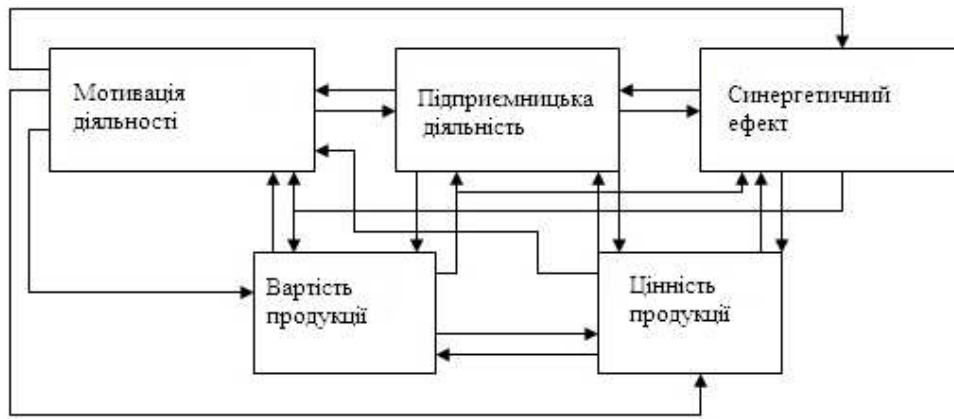 Мотивація
діяльності
Підприємницька
діяльність
Синергетичний
ефект
Вартість
продукції
Цінність
продукції